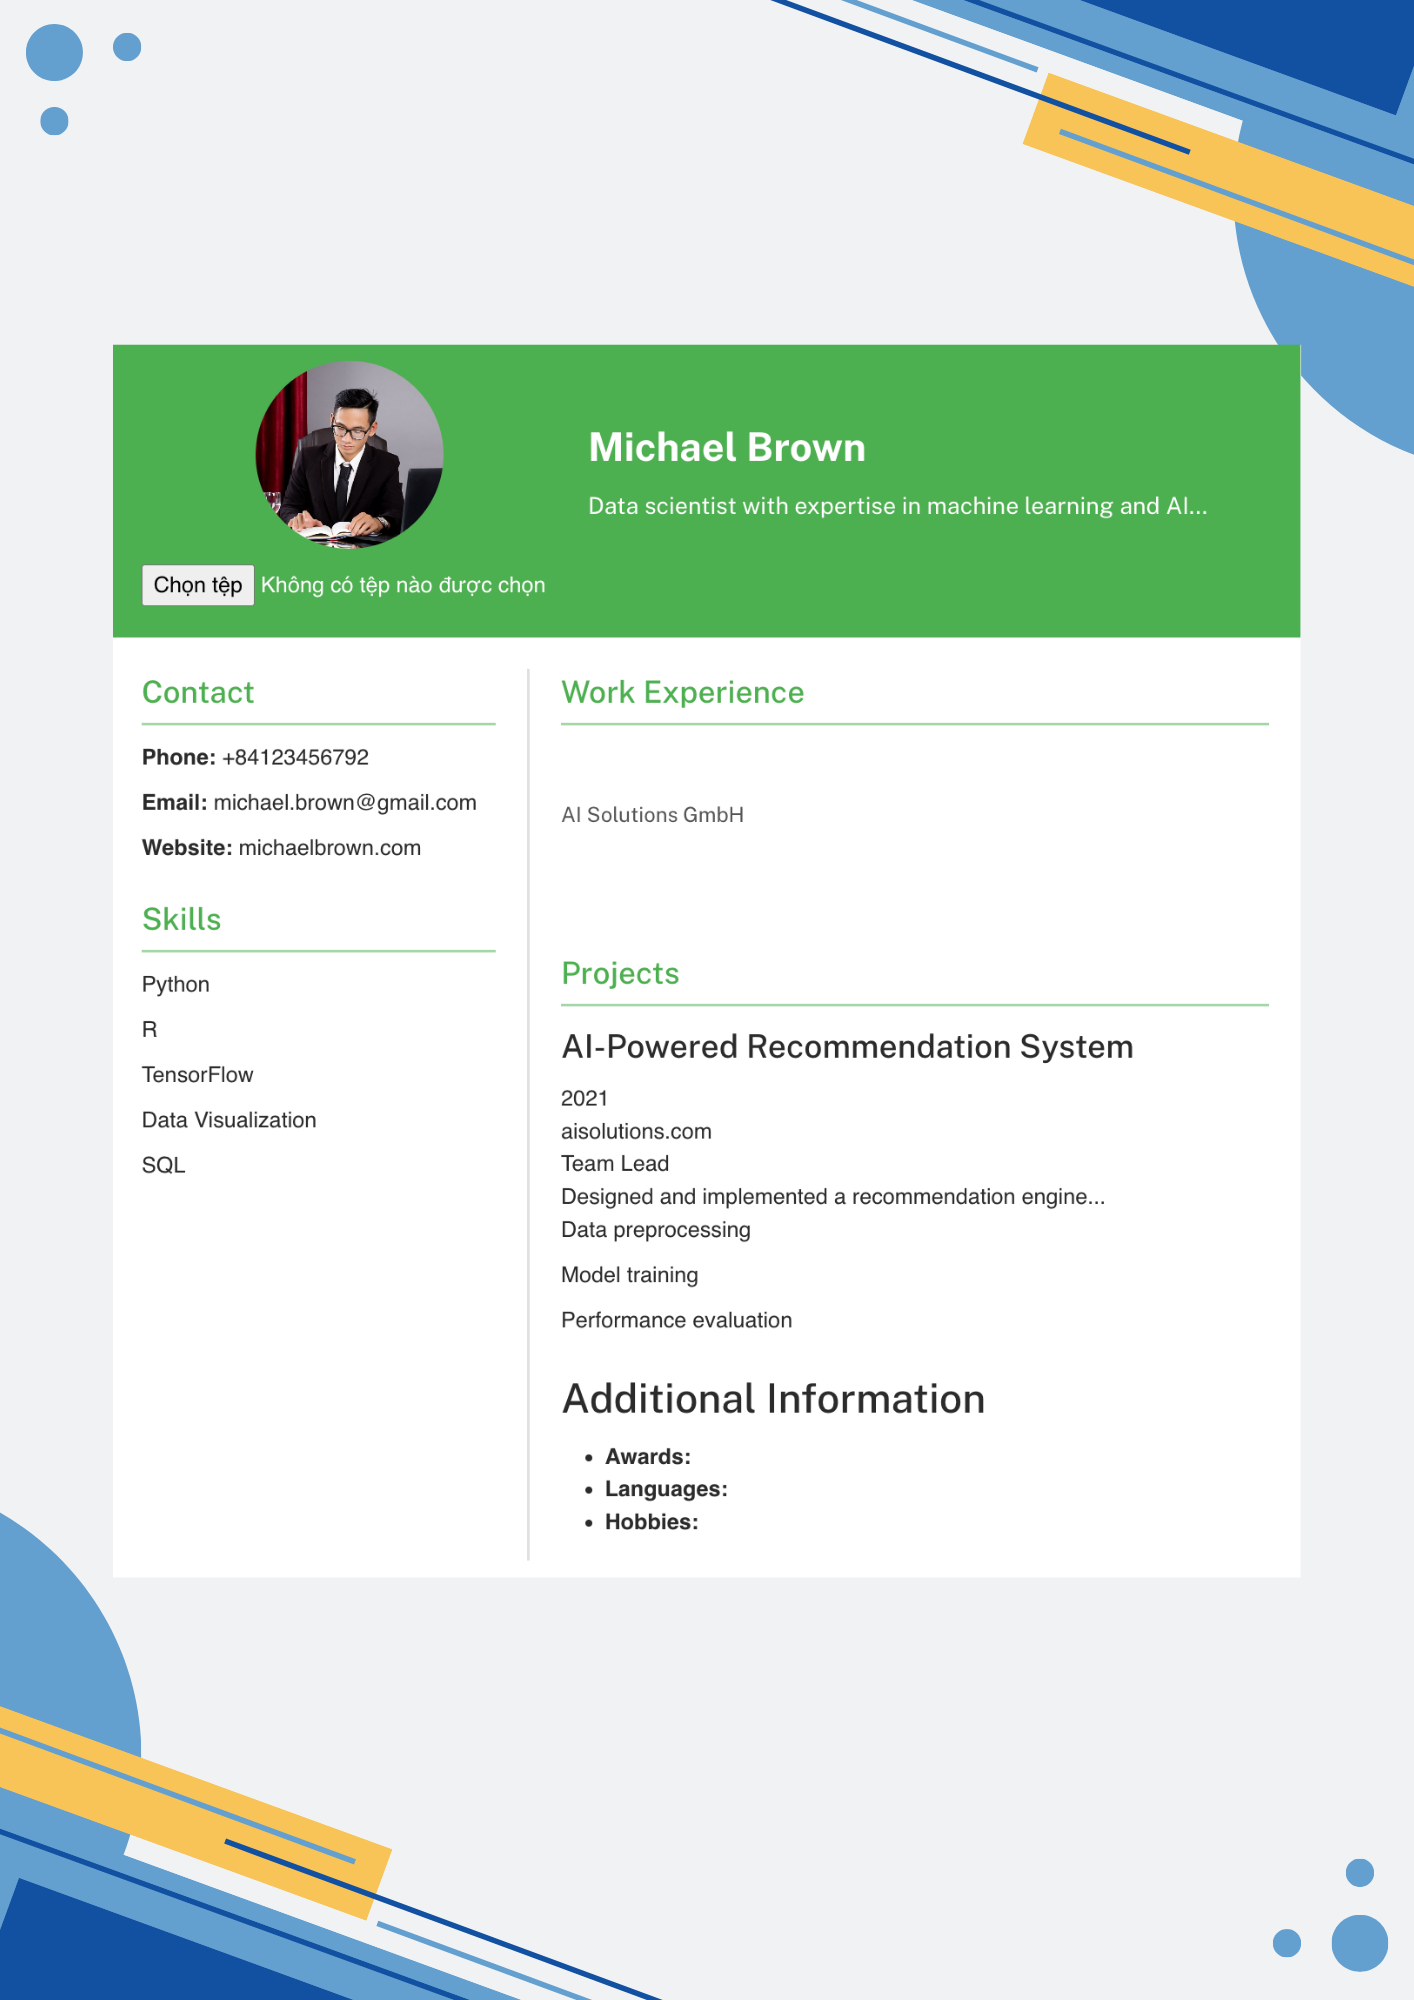 Michael Brown
Data scientist with expertise in machine learning and AI...
Chọn tệp Không có tệp nào được chọn
Contact
Phone: +84123456792
Email: michael.brown@gmail.com
Website: michaelbrown.com
Skills
Python
R
TensorFlow
Data Visualization
SQL
Work Experience
AI Solutions GmbH
Projects
AI-Powered Recommendation System
2021
aisolutions.com
Team Lead
Designed and implemented a recommendation engine...
Data preprocessing
Model training
Performance evaluation
Additional Information
• Awards:
• Languages:
• Hobbies: